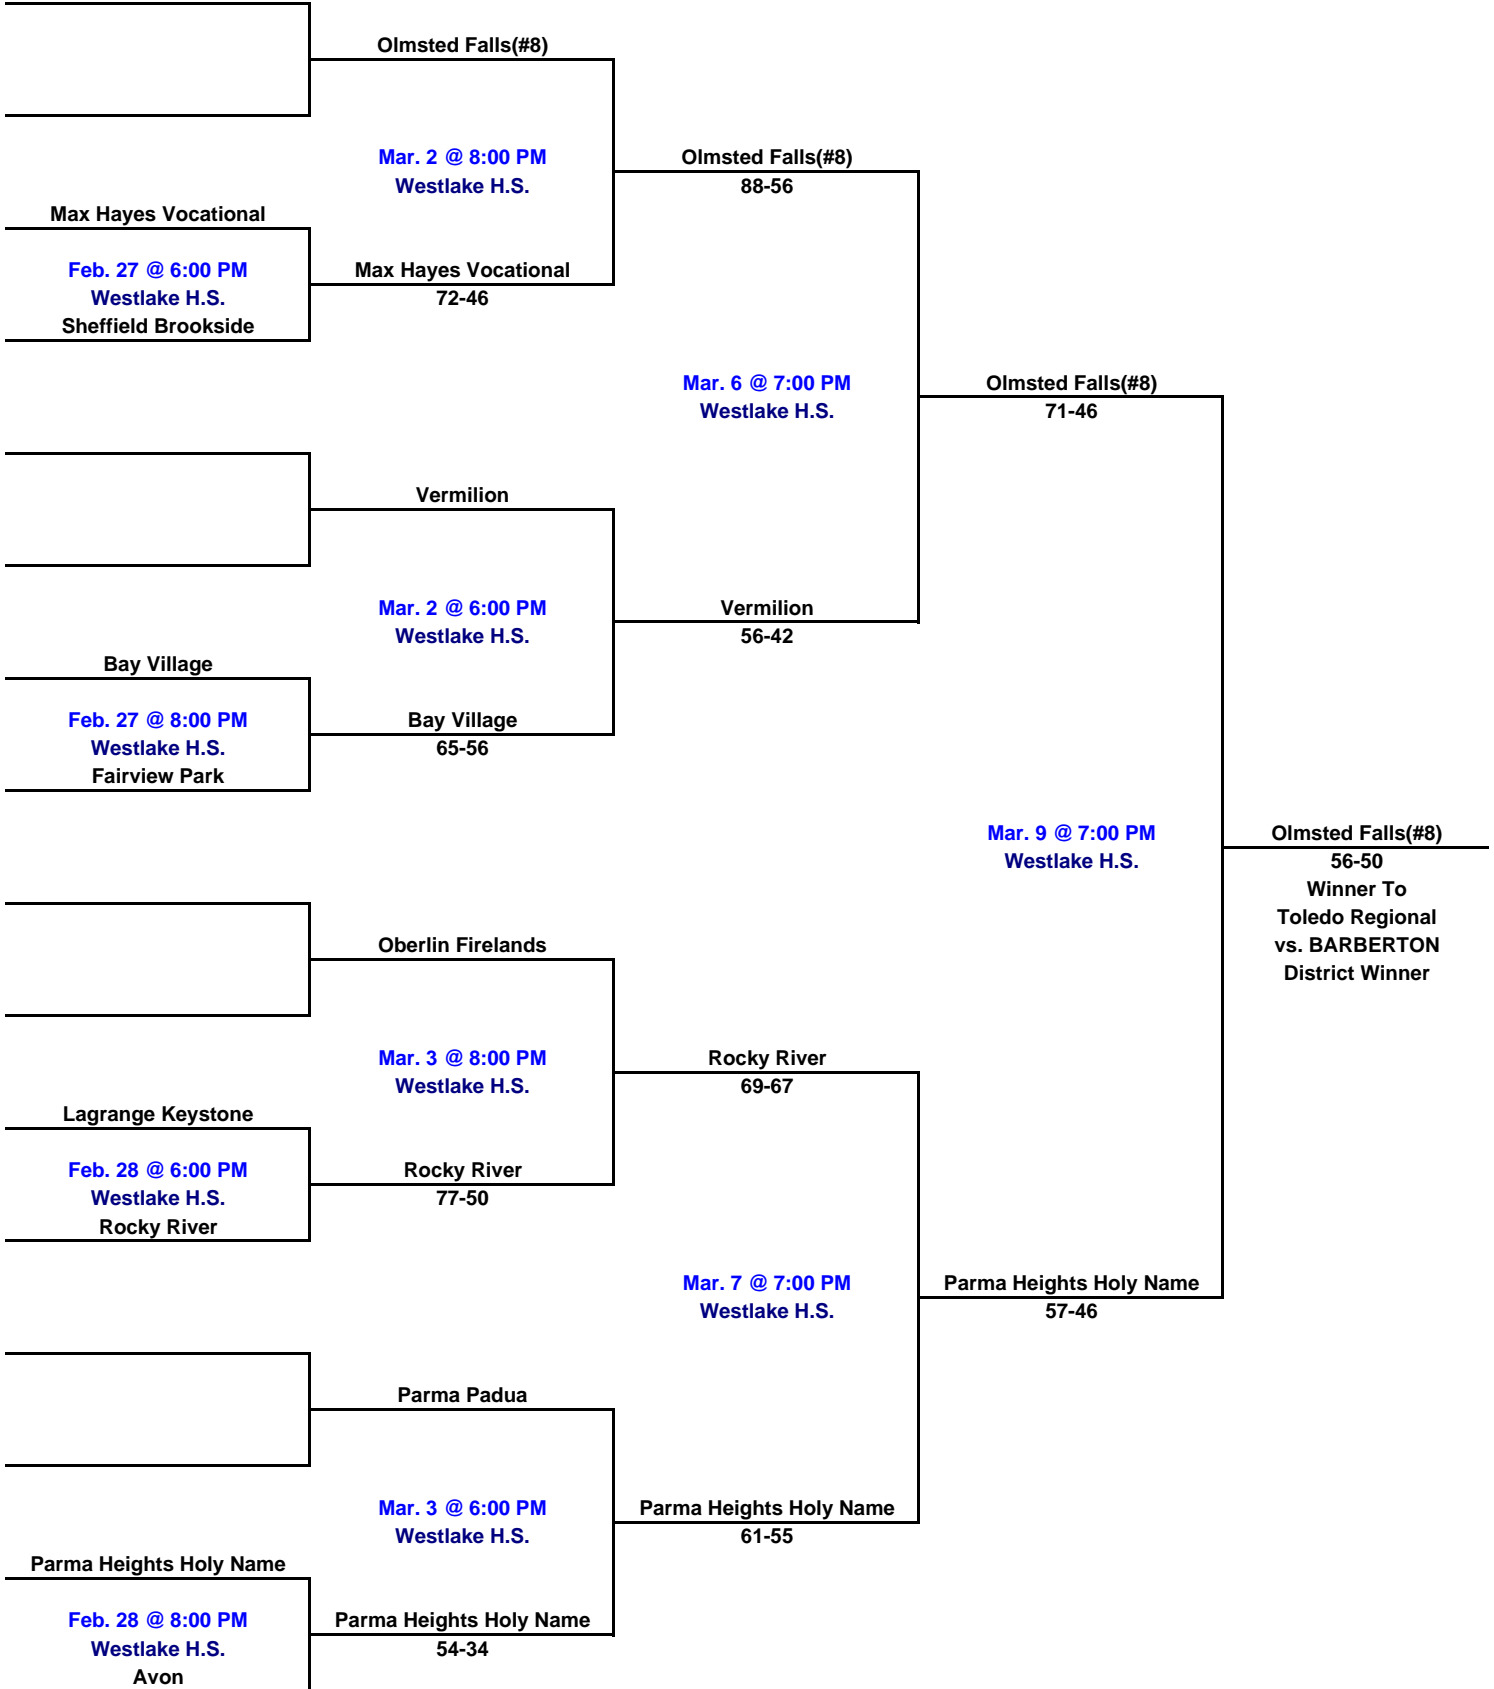 Olmsted Falls(#8)
Mar. 2 @ 8:00 PM
Westlake H.S.
Olmsted Falls(#8)
88-56
Max Hayes Vocational
Feb. 27 @ 6:00 PM
Westlake H.S.
Sheffield Brookside
Max Hayes Vocational
72-46
Mar. 6 @ 7:00 PM
Westlake H.S.
Olmsted Falls(#8)
71-46
Vermilion
Mar. 2 @ 6:00 PM
Westlake H.S.
Vermilion
56-42
Bay Village
Feb. 27 @ 8:00 PM
Westlake H.S.
Fairview Park
Bay Village
65-56
Mar. 9 @ 7:00 PM
Westlake H.S.
Olmsted Falls(#8)
56-50
Winner To
Toledo Regional
vs. BARBERTON
District Winner
Oberlin Firelands
Mar. 3 @ 8:00 PM
Westlake H.S.
Rocky River
69-67
Lagrange Keystone
Feb. 28 @ 6:00 PM
Westlake H.S.
Rocky River
Rocky River
77-50
Mar. 7 @ 7:00 PM
Westlake H.S.
Parma Heights Holy Name
57-46
Parma Padua
Mar. 3 @ 6:00 PM
Westlake H.S.
Parma Heights Holy Name
61-55
Parma Heights Holy Name
Feb. 28 @ 8:00 PM
Westlake H.S.
Avon
Parma Heights Holy Name
54-34